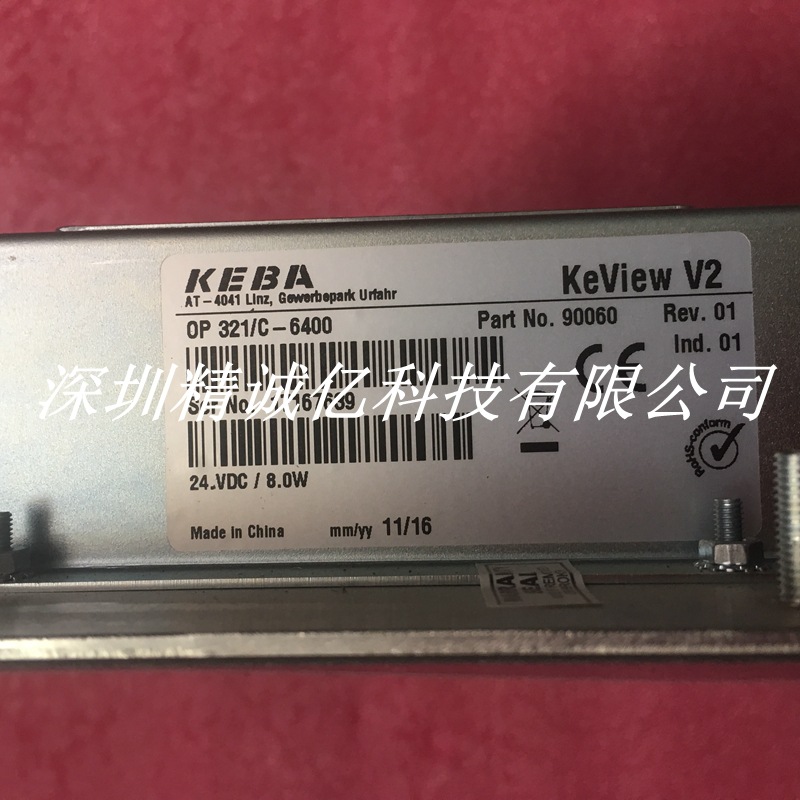 KEBA
AT-4041 Linz, Gewerbepark Urfahr
KeView V2
OP 321/C-6400
Part No. 90060
Rev. 01
Ind. 01
CE
深圳精诚亿科技有限公司
RoHS-conform
24.VDC / 8.0W
Made in China
mm/yy 11/16